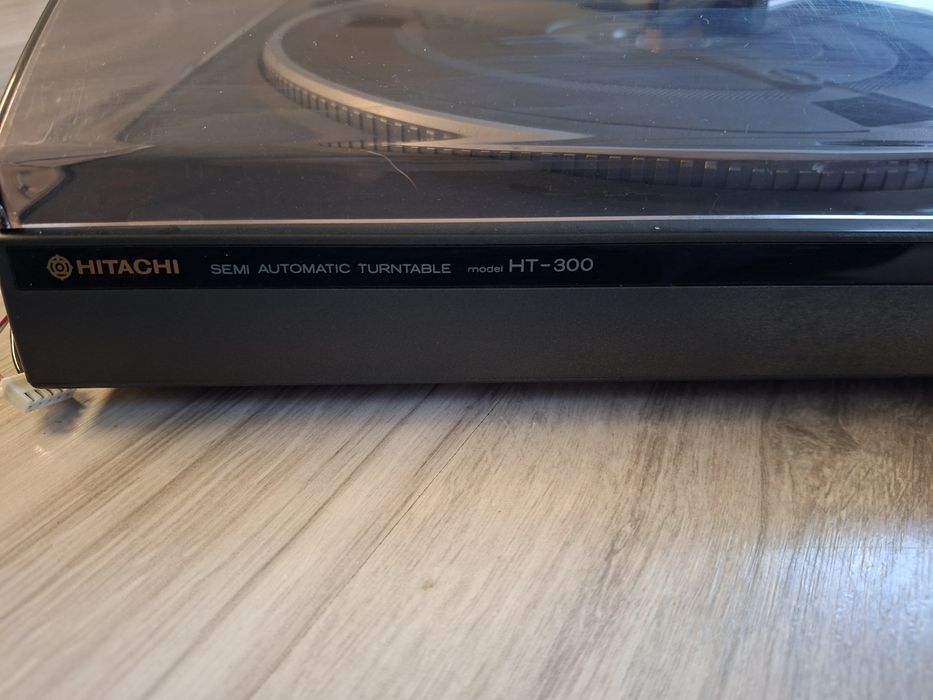 HITACHI SEMI AUTOMATIC TURNTABLE model HT-300